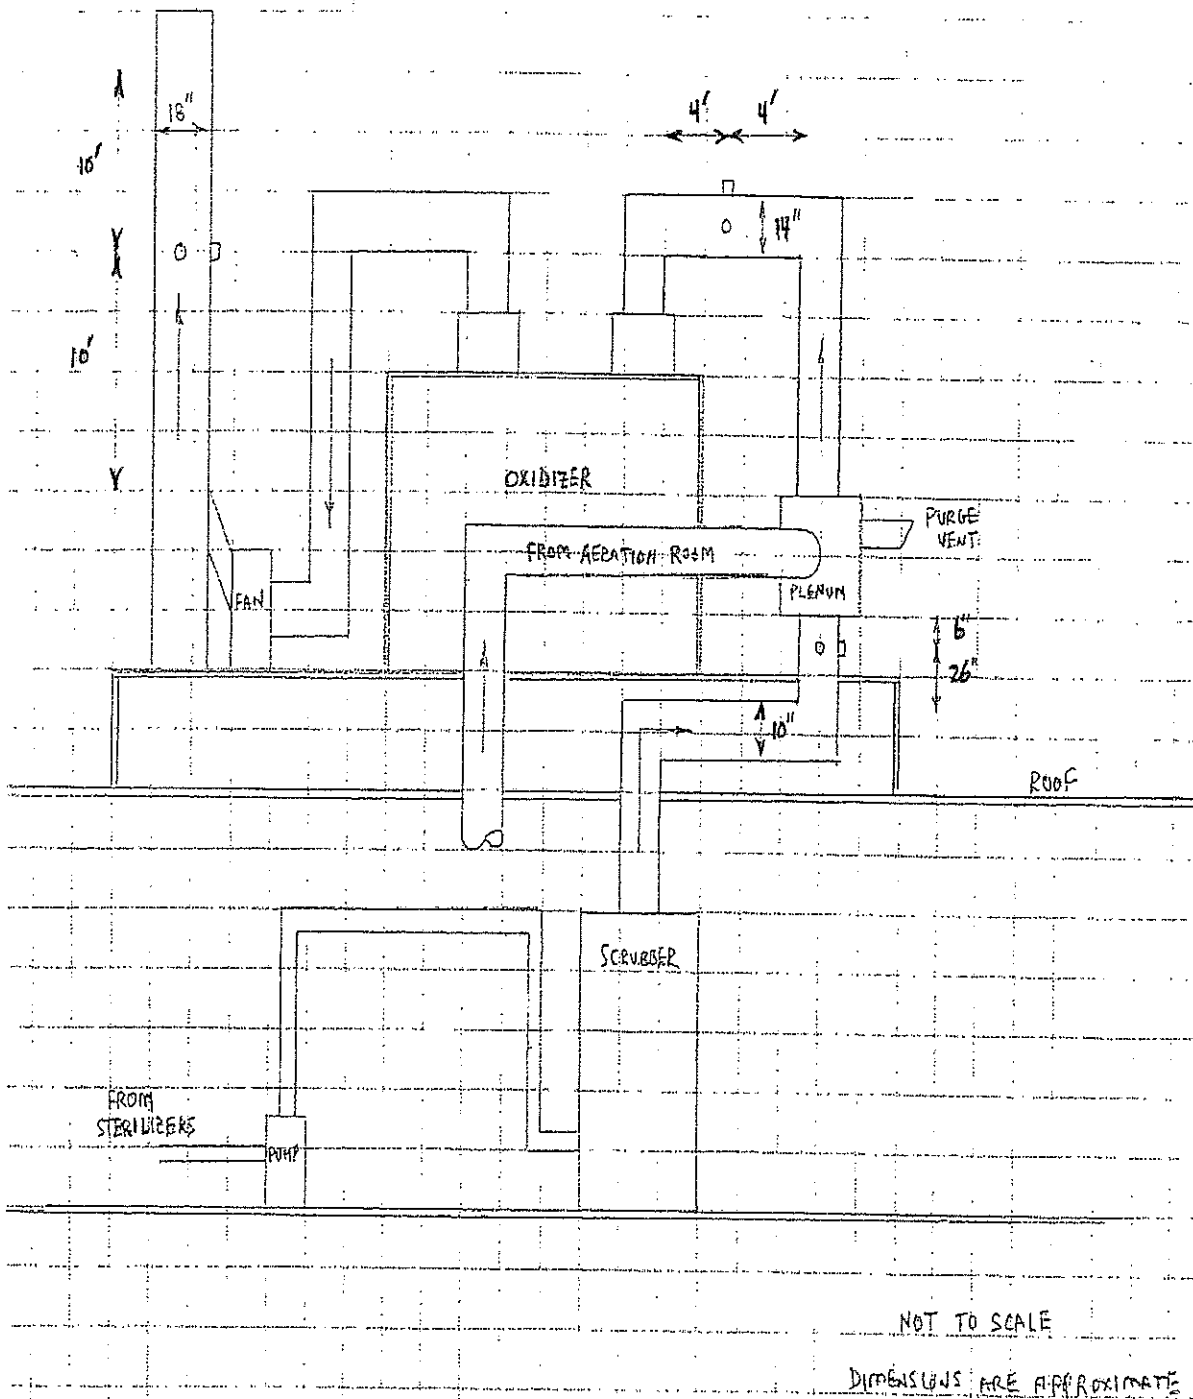 4' 4'
18"
10'
14"
10'
OXIDIZER
PURGE
VENT
FROM AERATION ROOM
PLENUM
FAN
6"
26"
10"
ROOF
SCRUBBER
FROM
STERILIZERS
PUMP
NOT TO SCALE
DIMENSIONS ARE APPROXIMATE